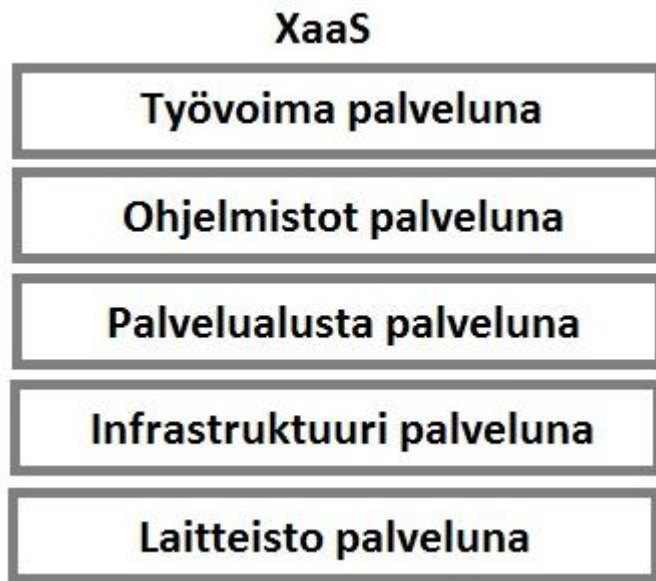 XaaS
Työvoima palveluna
Ohjelmistot palveluna
Palvelualusta palveluna
Infrastruktuuri palveluna
Laitteisto palveluna